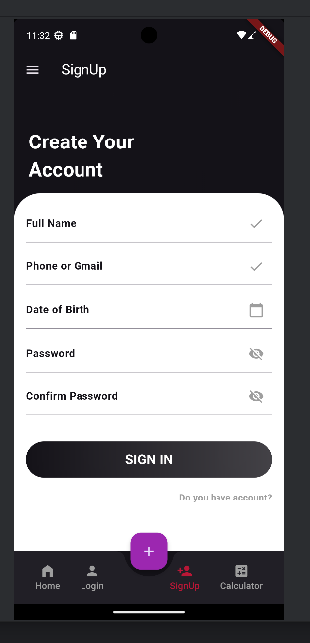 11:32
DEBUG
SignUp
Create Your
Account
Full Name
Phone or Gmail
Date of Birth
Password
Confirm Password
SIGN IN
Do you have account?
+
Home
Login
SignUp
Calculator